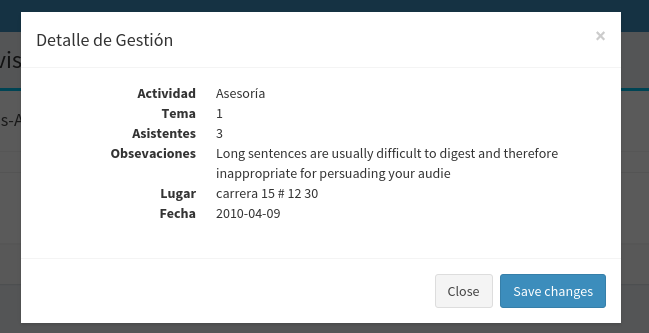 Detalle de Gestión ×
Actividad Asesoría
Tema 1
Asistentes 3
Obsevaciones Long sentences are usually difficult to digest and therefore
inappropriate for persuading your audie
Lugar carrera 15 # 12 30
Fecha 2010-04-09
Close Save changes